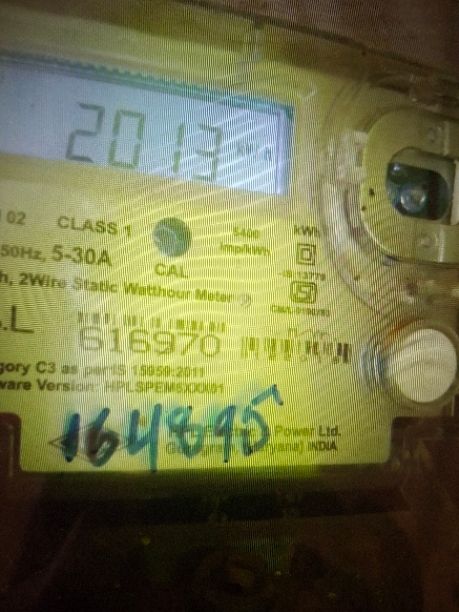 2013 kWh
02 CLASS 1
5400
imp/kWh
kWh
50Hz, 5-30A
CAL
IS 13779
h, 2Wire Static Watthour Meter
.L
616970
gory C3 as per IS 15959:2011
ware Version: HPLSPEM6XXX01
164895
Power Ltd.
INDIA